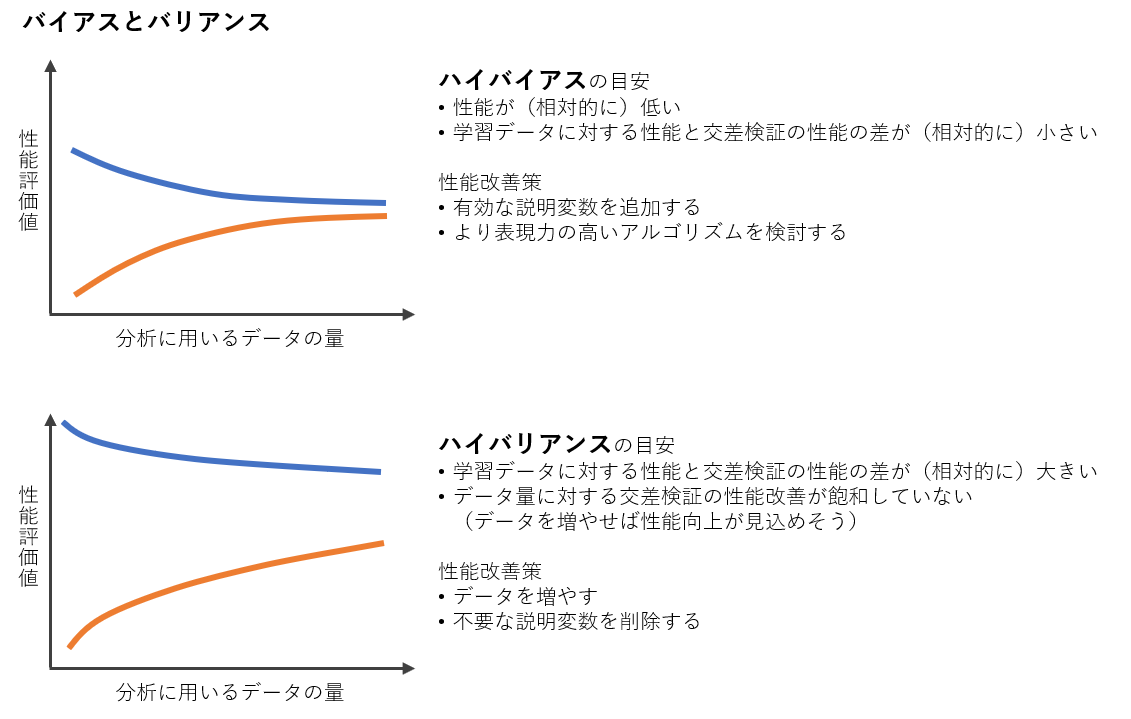 バイアスとバリアンス
性能評価値
分析に用いるデータの量
ハイバイアスの目安
• 性能が（相対的に）低い
• 学習データに対する性能と交差検証の性能の差が（相対的に）小さい
性能改善策
• 有効な説明変数を追加する
• より表現力の高いアルゴリズムを検討する
性能評価値
分析に用いるデータの量
ハイバリアンスの目安
• 学習データに対する性能と交差検証の性能の差が（相対的に）大きい
• データ量に対する交差検証の性能改善が飽和していない
（データを増やせば性能向上が見込めそう）
性能改善策
• データを増やす
• 不要な説明変数を削除する